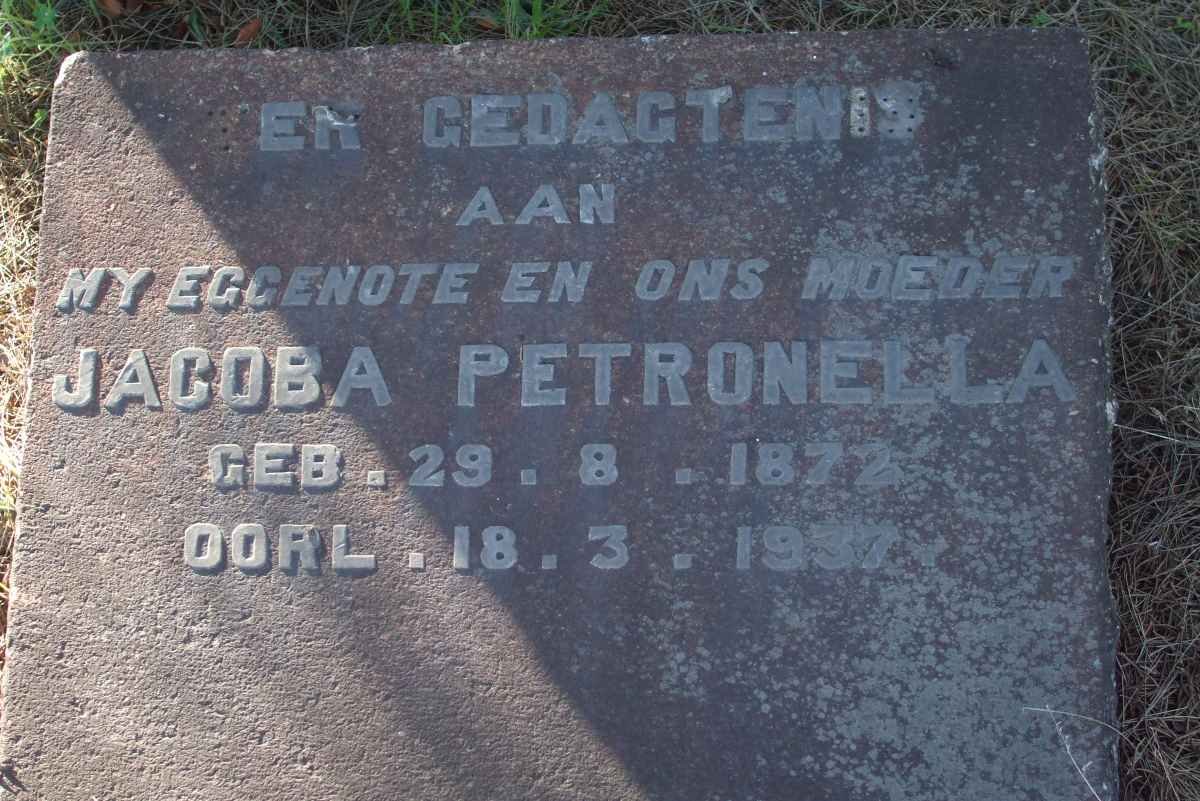 ER GEDAGTENIS
AAN
MY EGGENOTE EN ONS MOEDER
JACOBA PETRONELLA
GEB . 29 . 8 . 1872
OORL . 18 . 3 . 1937.